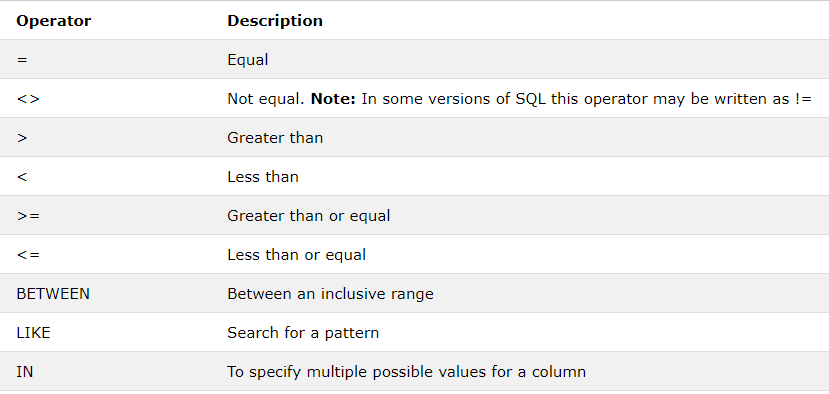 Operator Description
= Equal
<> Not equal. Note: In some versions of SQL this operator may be written as !=
> Greater than
< Less than
>= Greater than or equal
<= Less than or equal
BETWEEN Between an inclusive range
LIKE Search for a pattern
IN To specify multiple possible values for a column